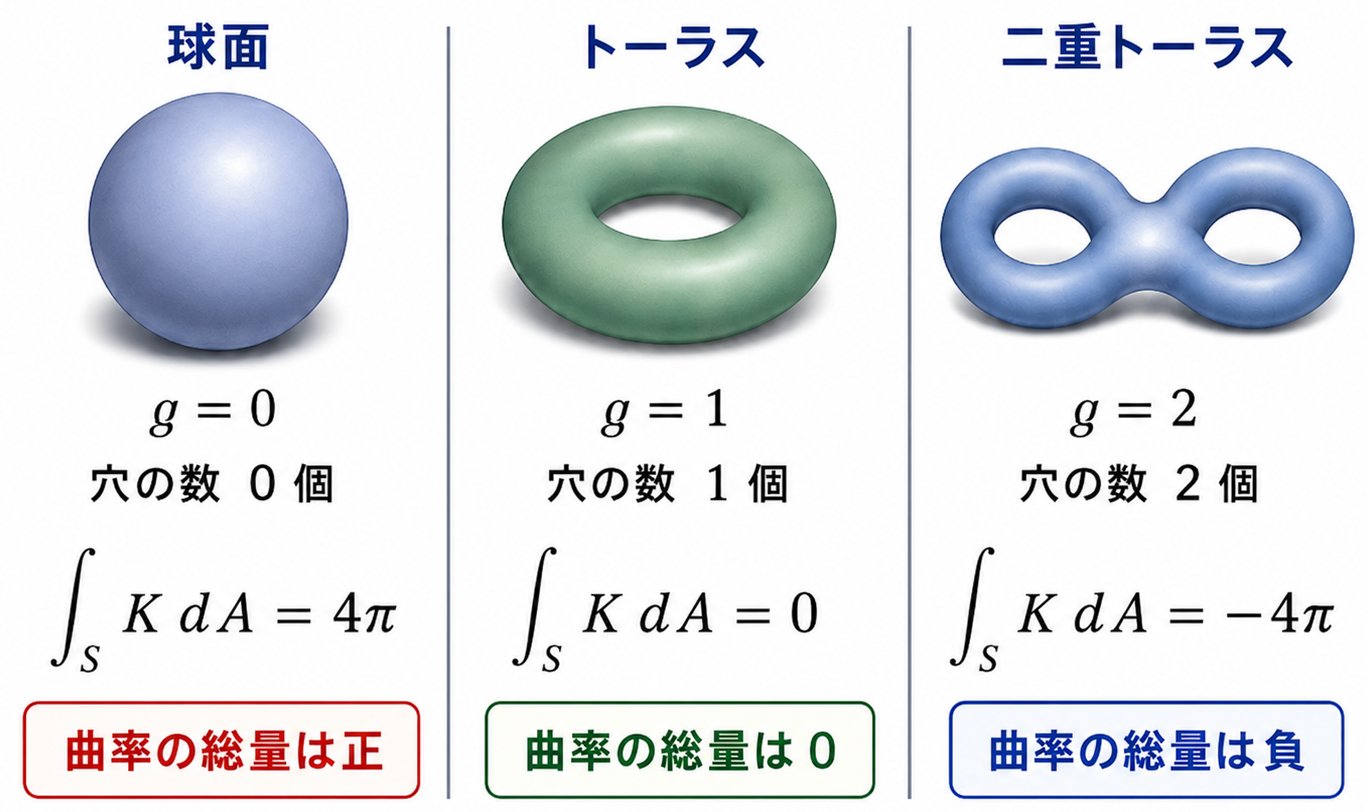 球面
g = 0
穴の数 0 個
∫_S K dA = 4π
曲率の総量は正
トーラス
g = 1
穴の数 1 個
∫_S K dA = 0
曲率の総量は 0
二重トーラス
g = 2
穴の数 2 個
∫_S K dA = −4π
曲率の総量は負